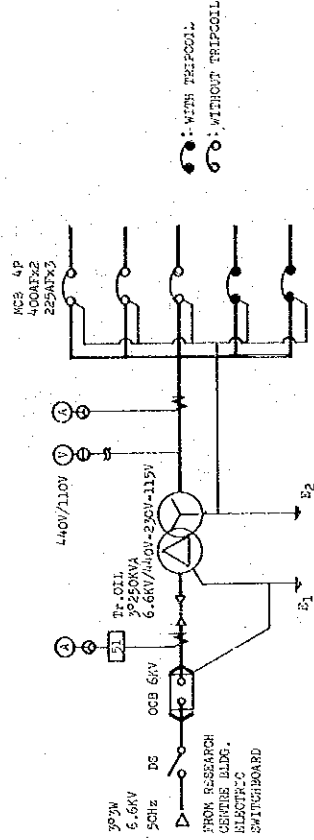 3ΦW
6.6KV
50Hz
DS
FROM RESEARCH
CENTRE BLDG.
ELECTRIC
SWITCHBOARD
OCB 6KV
A
51
Tr.OIL
3Φ250KVA
6.6KV/440V-230V-115V
E1
E2
440V/110V
V
A
MCB 4P
400AFx2
225AFx3
:-WITH TRIPCOIL
:-WITHOUT TRIPCOIL